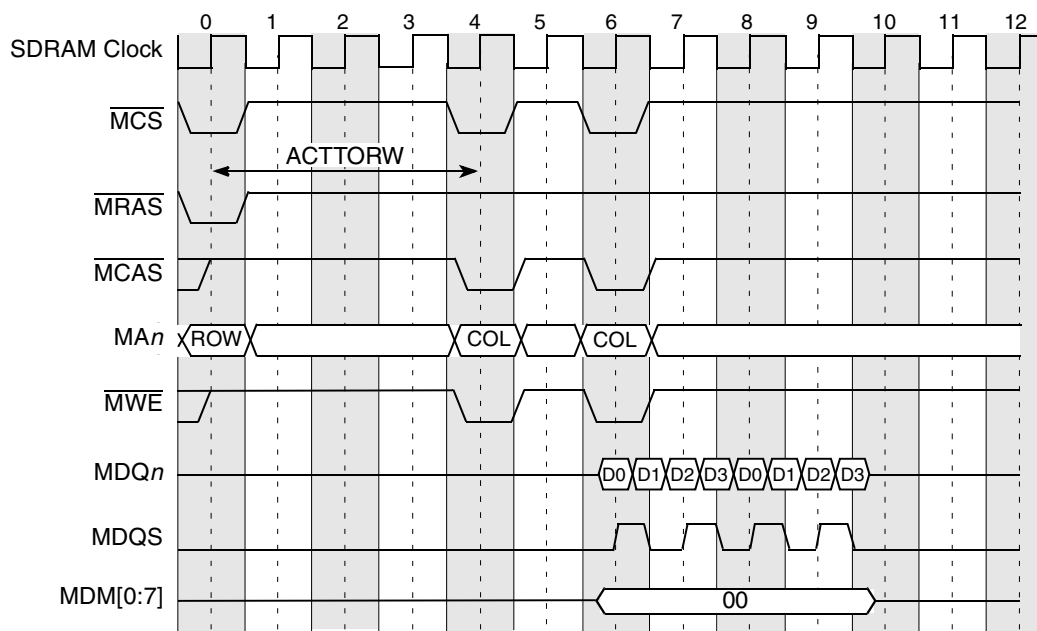 0 1 2 3 4 5 6 7 8 9 10 11 12
SDRAM Clock
MCS
ACTTORW
MRAS
MCAS
MAn ROW COL COL
MWE
MDQn D0 D1 D2 D3 D0 D1 D2 D3
MDQS
MDM[0:7] 00